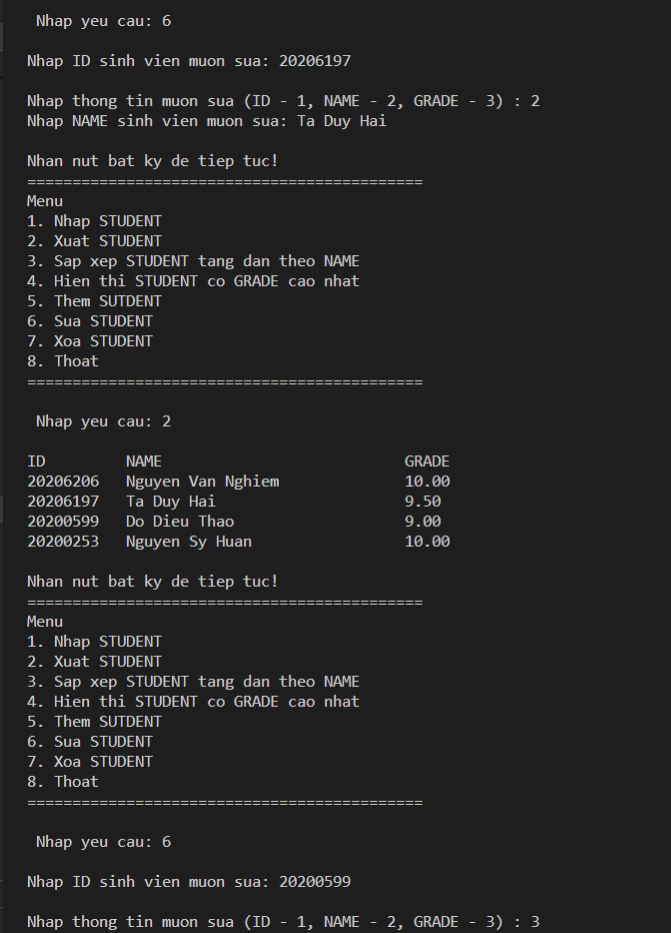 Nhap yeu cau: 6
Nhap ID sinh vien muon sua: 20206197
Nhap thong tin muon sua (ID - 1, NAME - 2, GRADE - 3) : 2
Nhap NAME sinh vien muon sua: Ta Duy Hai
Nhan nut bat ky de tiep tuc!
============================================
Menu
1. Nhap STUDENT
2. Xuat STUDENT
3. Sap xep STUDENT tang dan theo NAME
4. Hien thi STUDENT co GRADE cao nhat
5. Them SUTDENT
6. Sua STUDENT
7. Xoa STUDENT
8. Thoat
============================================
Nhap yeu cau: 2
ID NAME GRADE
20206206 Nguyen Van Nghiem 10.00
20206197 Ta Duy Hai 9.50
20200599 Do Dieu Thao 9.00
20200253 Nguyen Sy Huan 10.00
Nhan nut bat ky de tiep tuc!
============================================
Menu
1. Nhap STUDENT
2. Xuat STUDENT
3. Sap xep STUDENT tang dan theo NAME
4. Hien thi STUDENT co GRADE cao nhat
5. Them SUTDENT
6. Sua STUDENT
7. Xoa STUDENT
8. Thoat
============================================
Nhap yeu cau: 6
Nhap ID sinh vien muon sua: 20200599
Nhap thong tin muon sua (ID - 1, NAME - 2, GRADE - 3) : 3